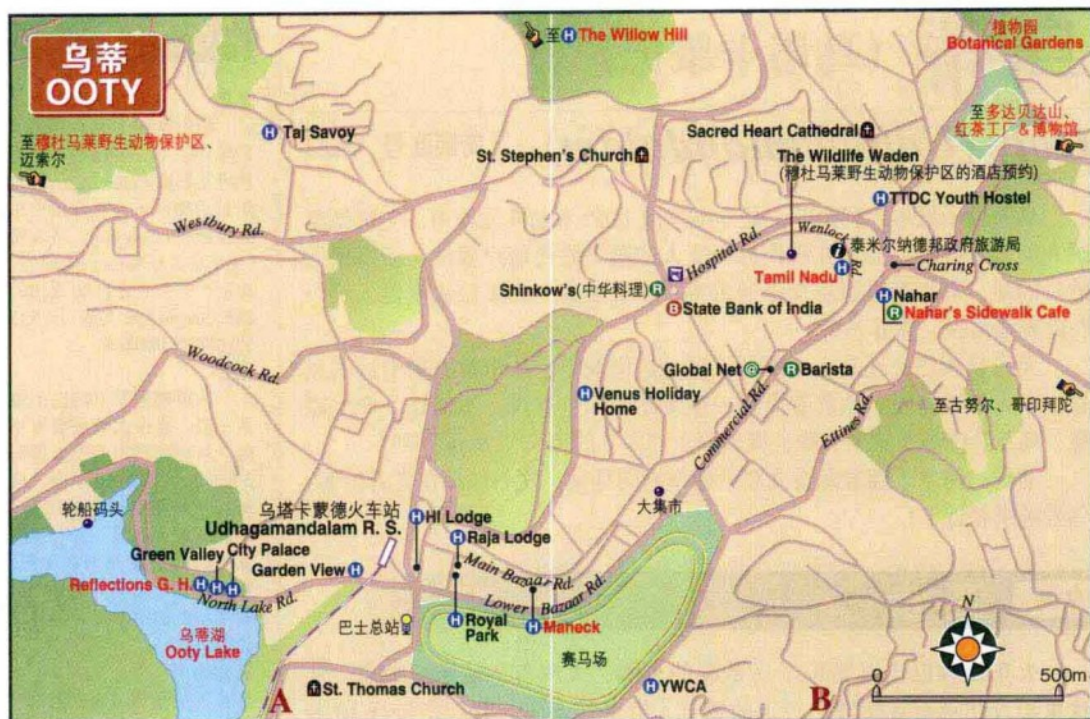 乌蒂
OOTY
至 H The Willow Hill
植物园
Botanical Gardens
至穆杜马莱野生动物保护区、
迈索尔
H Taj Savoy
St. Stephen's Church
Sacred Heart Cathedral
至多达贝达山、
红茶工厂&博物馆
The Wildlife Waden
(穆杜马莱野生动物保护区的酒店预约)
H TTDC Youth Hostel
Westbury Rd.
Hospital Rd.
Wenlock Rd
i 泰米尔纳德邦政府旅游局
Tamil Nadu H
Charing Cross
Shinkow's(中华料理) R
B State Bank of India
H Nahar
R Nahar's Sidewalk Cafe
Woodcock Rd.
Global Net @
R Barista
H Venus Holiday
Home
Commercial Rd.
Ettines Rd.
至古努尔、哥印拜陀
轮船码头
乌塔卡蒙德火车站
Udhagamandalam R. S.
H HI Lodge
H Raja Lodge
大集市
Green Valley
City Palace
Garden View H
Reflections G. H. H H H
North Lake Rd.
Main Bazaar Rd.
Lower Bazaar Rd.
巴士总站
H Royal
Park
H Maneck
赛马场
乌蒂湖
Ooty Lake
N
0 500m
A
St. Thomas Church
H YWCA
B